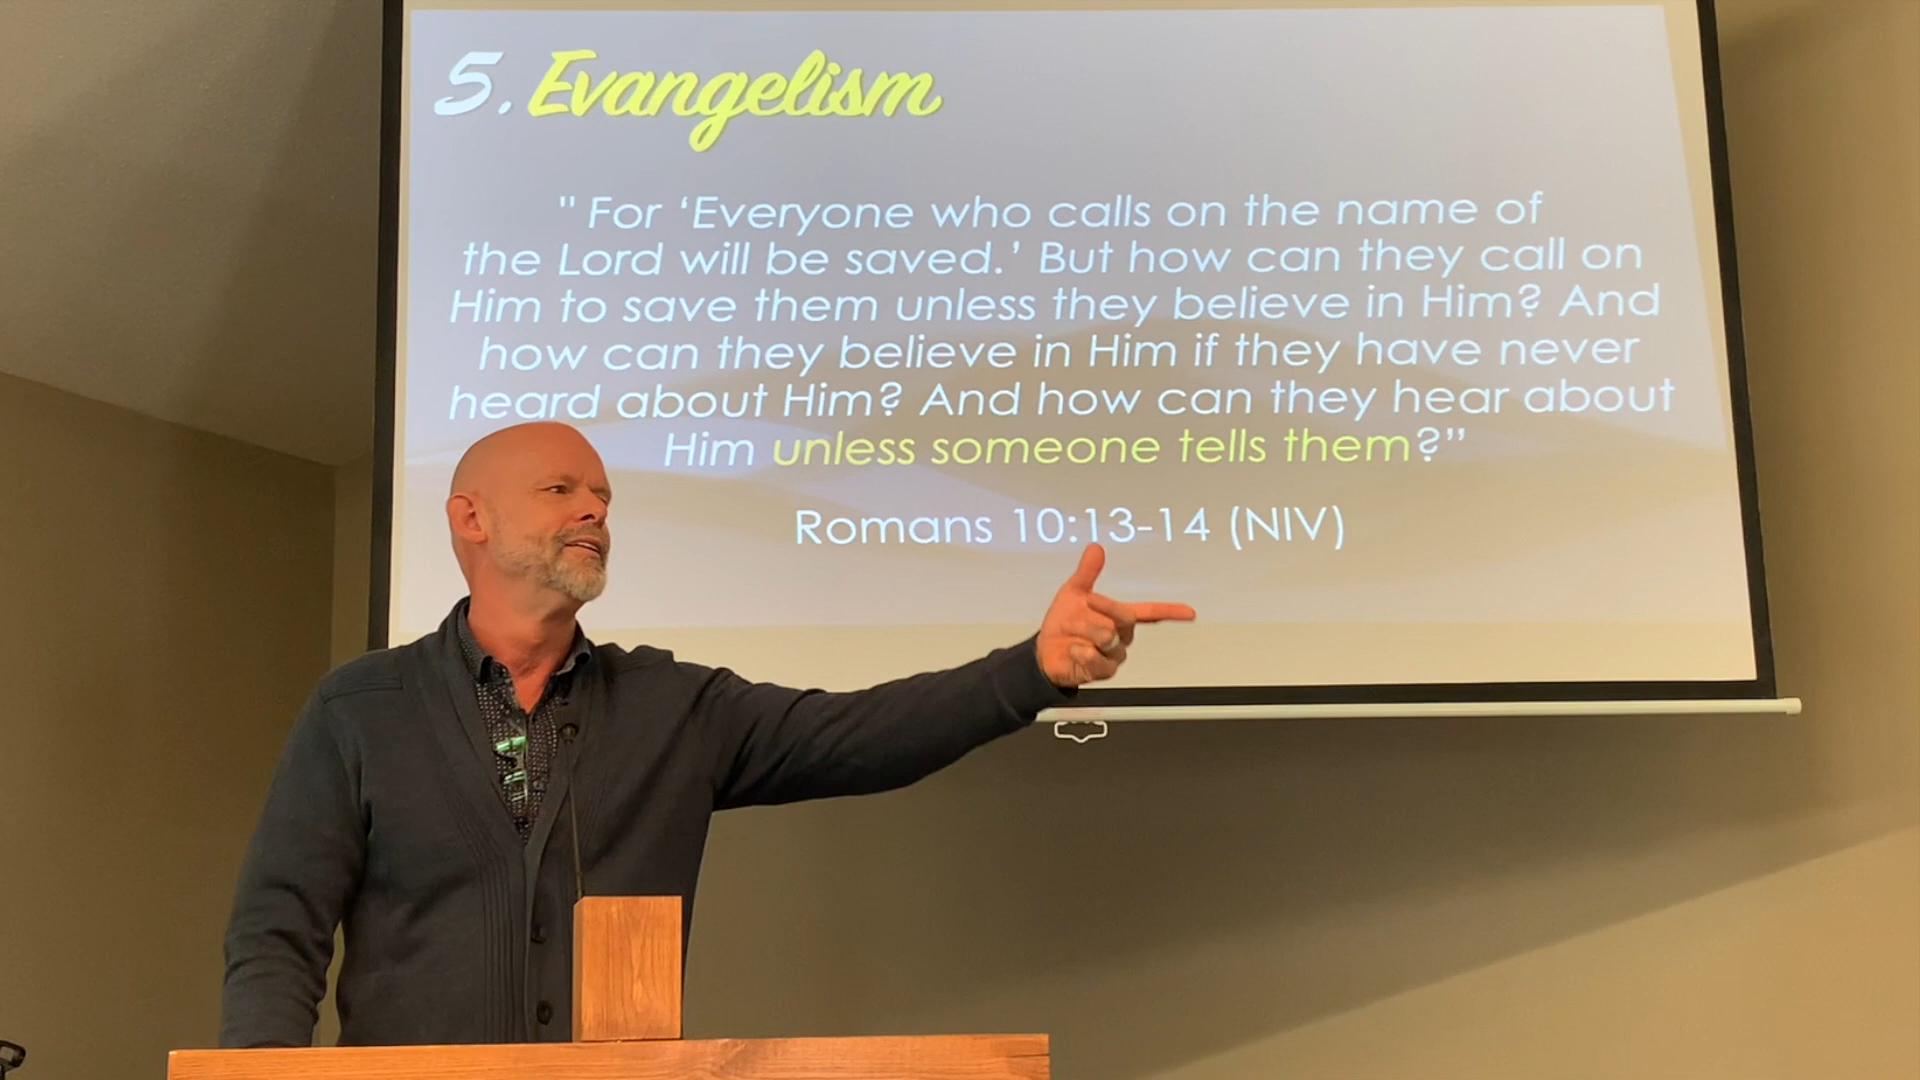 5. Evangelism
" For ‘Everyone who calls on the name of
the Lord will be saved.’ But how can they call on
Him to save them unless they believe in Him? And
how can they believe in Him if they have never
heard about Him? And how can they hear about
Him unless someone tells them?”
Romans 10:13-14 (NIV)